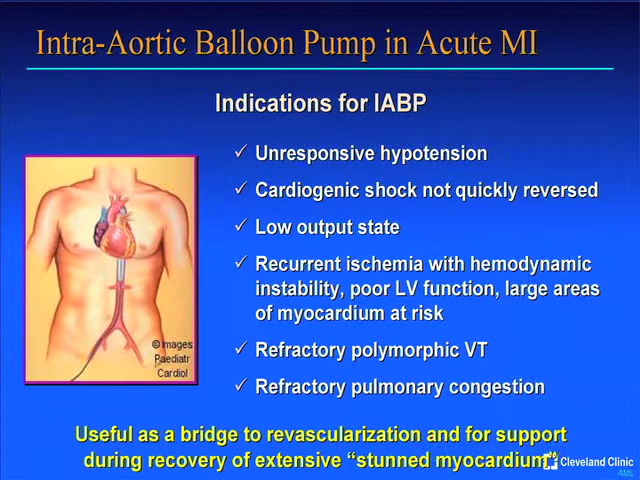 Intra-Aortic Balloon Pump in Acute MI
Indications for IABP
✓ Unresponsive hypotension
✓ Cardiogenic shock not quickly reversed
✓ Low output state
✓ Recurrent ischemia with hemodynamic
instability, poor LV function, large areas
of myocardium at risk
✓ Refractory polymorphic VT
✓ Refractory pulmonary congestion
© Images
Paediatr
Cardiol
Useful as a bridge to revascularization and for support
during recovery of extensive “stunned myocardium”
Cleveland Clinic
AML